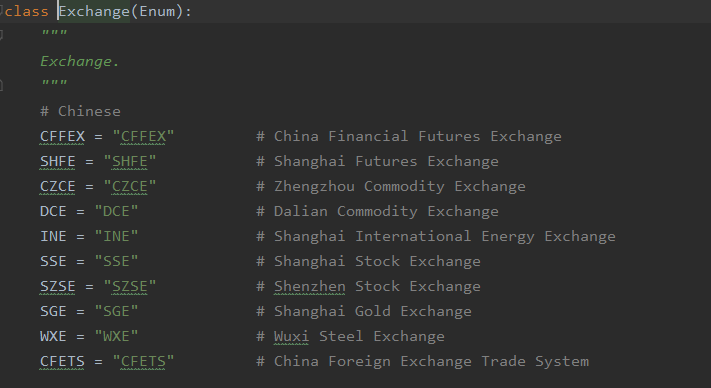 class Exchange(Enum):
"""
Exchange.
"""
# Chinese
CFFEX = "CFFEX" # China Financial Futures Exchange
SHFE = "SHFE" # Shanghai Futures Exchange
CZCE = "CZCE" # Zhengzhou Commodity Exchange
DCE = "DCE" # Dalian Commodity Exchange
INE = "INE" # Shanghai International Energy Exchange
SSE = "SSE" # Shanghai Stock Exchange
SZSE = "SZSE" # Shenzhen Stock Exchange
SGE = "SGE" # Shanghai Gold Exchange
WXE = "WXE" # Wuxi Steel Exchange
CFETS = "CFETS" # China Foreign Exchange Trade System